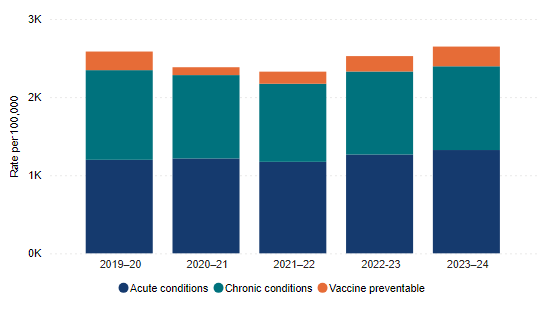 3K
2K
1K
0K
Rate per 100,000
2019–20
2020–21
2021–22
2022-23
2023–24
Acute conditions
Chronic conditions
Vaccine preventable